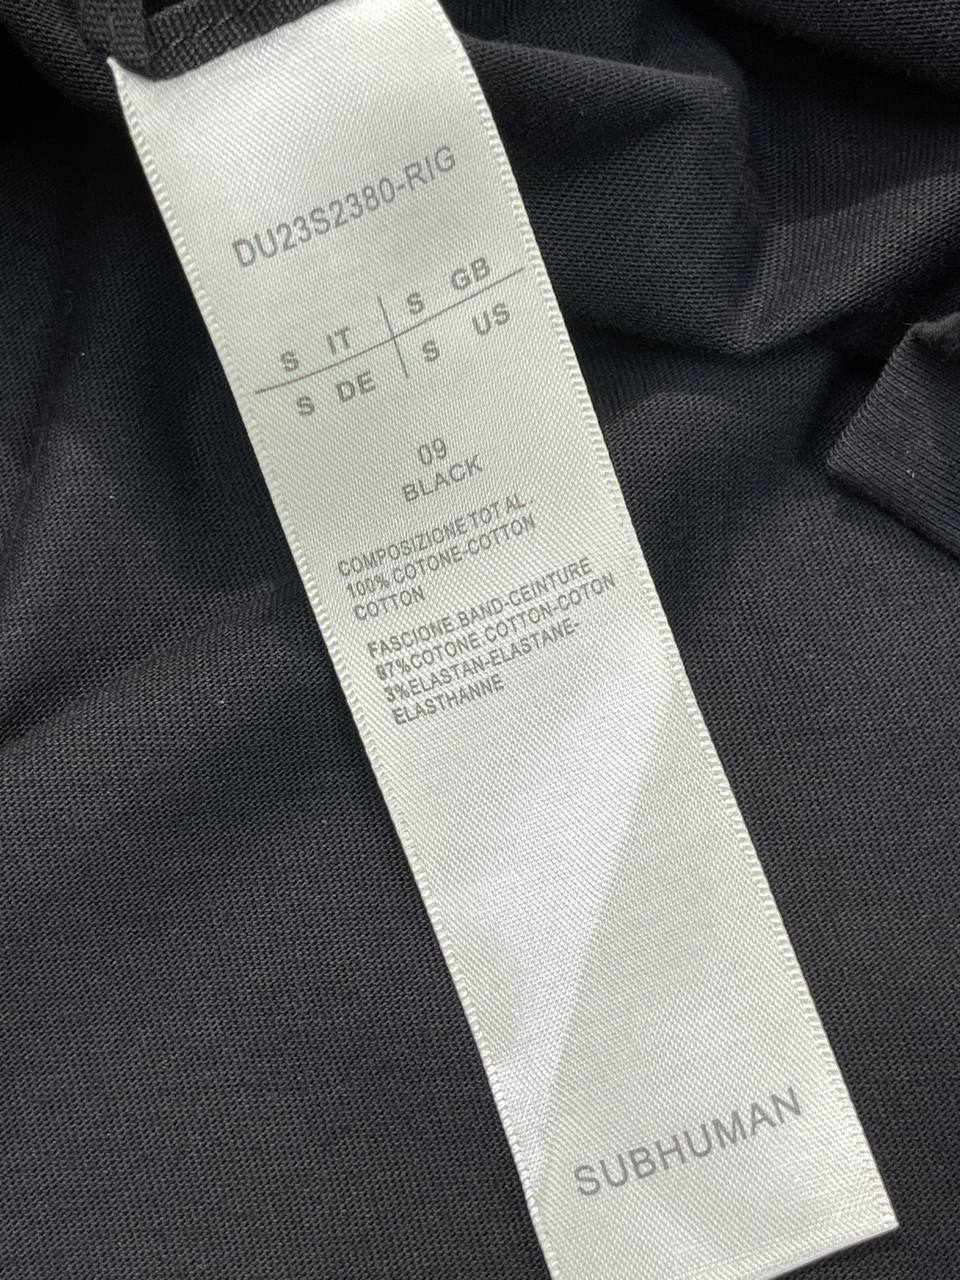 DU23S2380-RIG
S IT S GB
S DE S US
09
BLACK
COMPOSIZIONE TOTAL
100% COTONE-COTTON
COTTON
FASCIONE.BAND-CEINTURE
97%COTONE.COTTON-COTON
3%ELASTAN-ELASTANE-
ELASTHANNE
SUBHUMAN